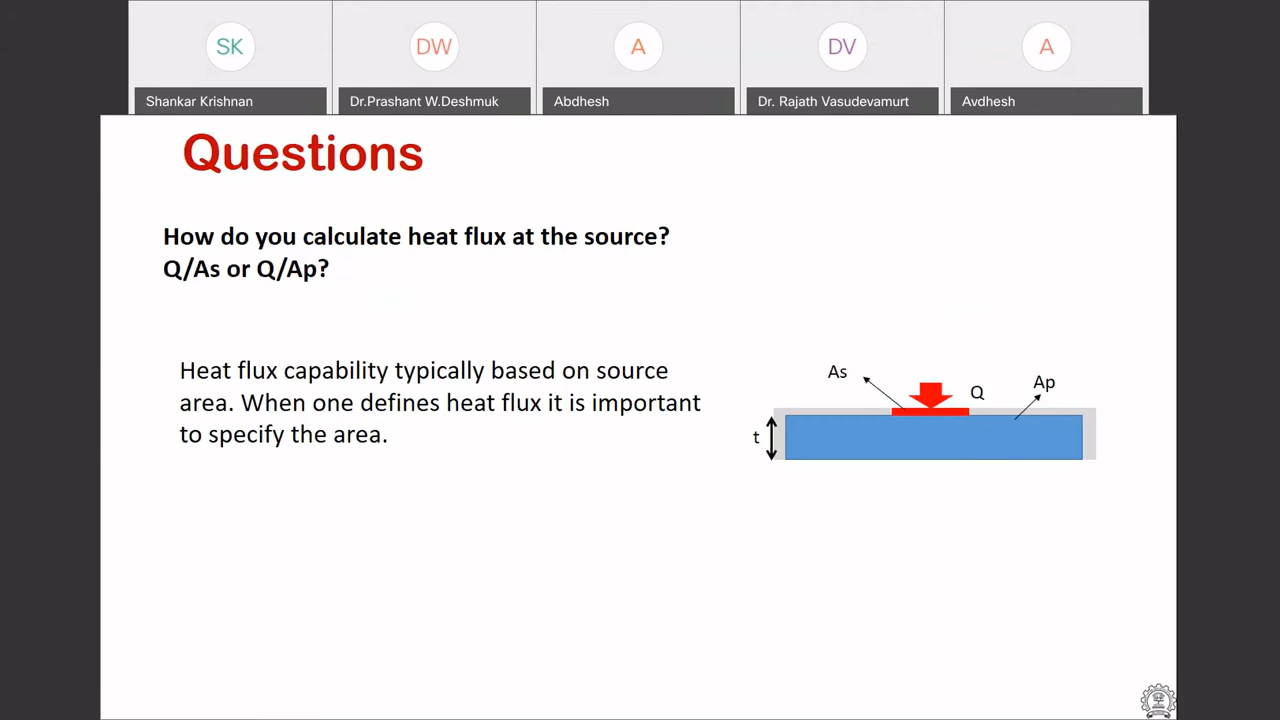 SK
DW
A
DV
A
Shankar Krishnan
Dr.Prashant W.Deshmuk
Abdhesh
Dr. Rajath Vasudevamurt
Avdhesh
Questions
How do you calculate heat flux at the source?
Q/As or Q/Ap?
Heat flux capability typically based on source
area. When one defines heat flux it is important
to specify the area.
As
Q
Ap
t